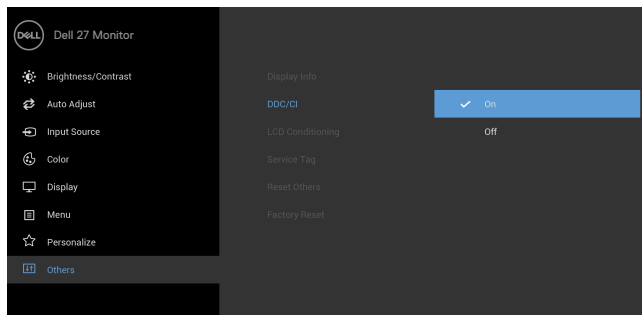 DELL
Dell 27 Monitor
Brightness/Contrast
Auto Adjust
Input Source
Color
Display
Menu
Personalize
Others
Display Info
DDC/CI
LCD Conditioning
Service Tag
Reset Others
Factory Reset
On
Off